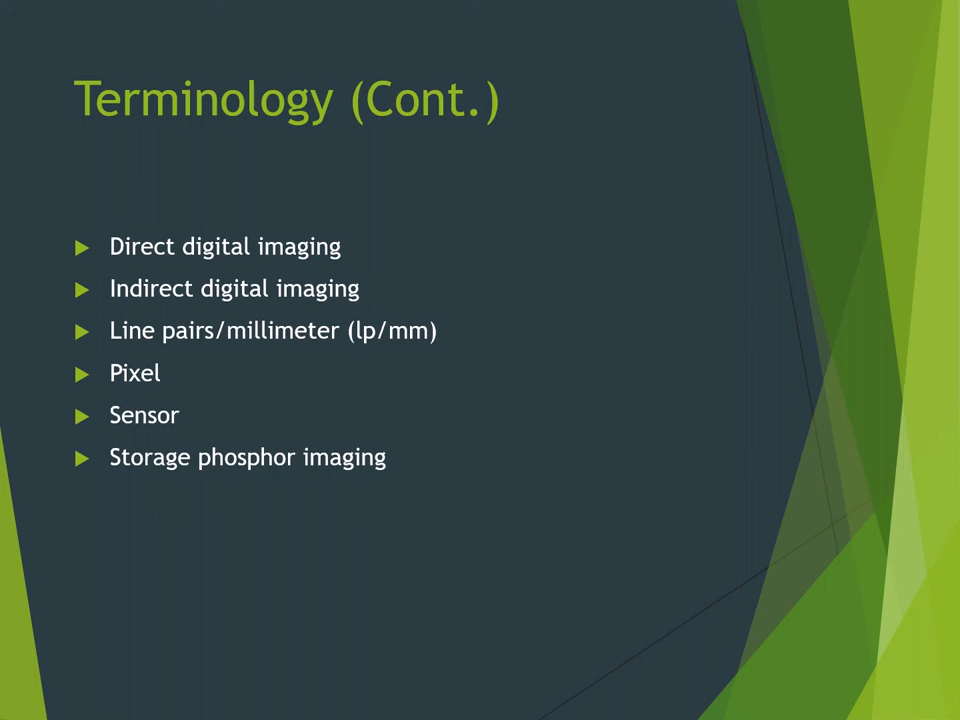 Terminology (Cont.)
Direct digital imaging
Indirect digital imaging
Line pairs/millimeter (lp/mm)
Pixel
Sensor
Storage phosphor imaging